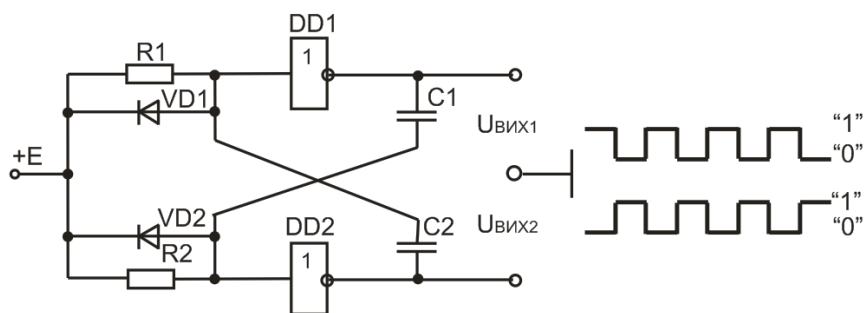 DD1
R1
1
VD1
C1
UВИХ1
“1”
“0”
+E
VD2
DD2
C2
UВИХ2
“1”
“0”
R2
1